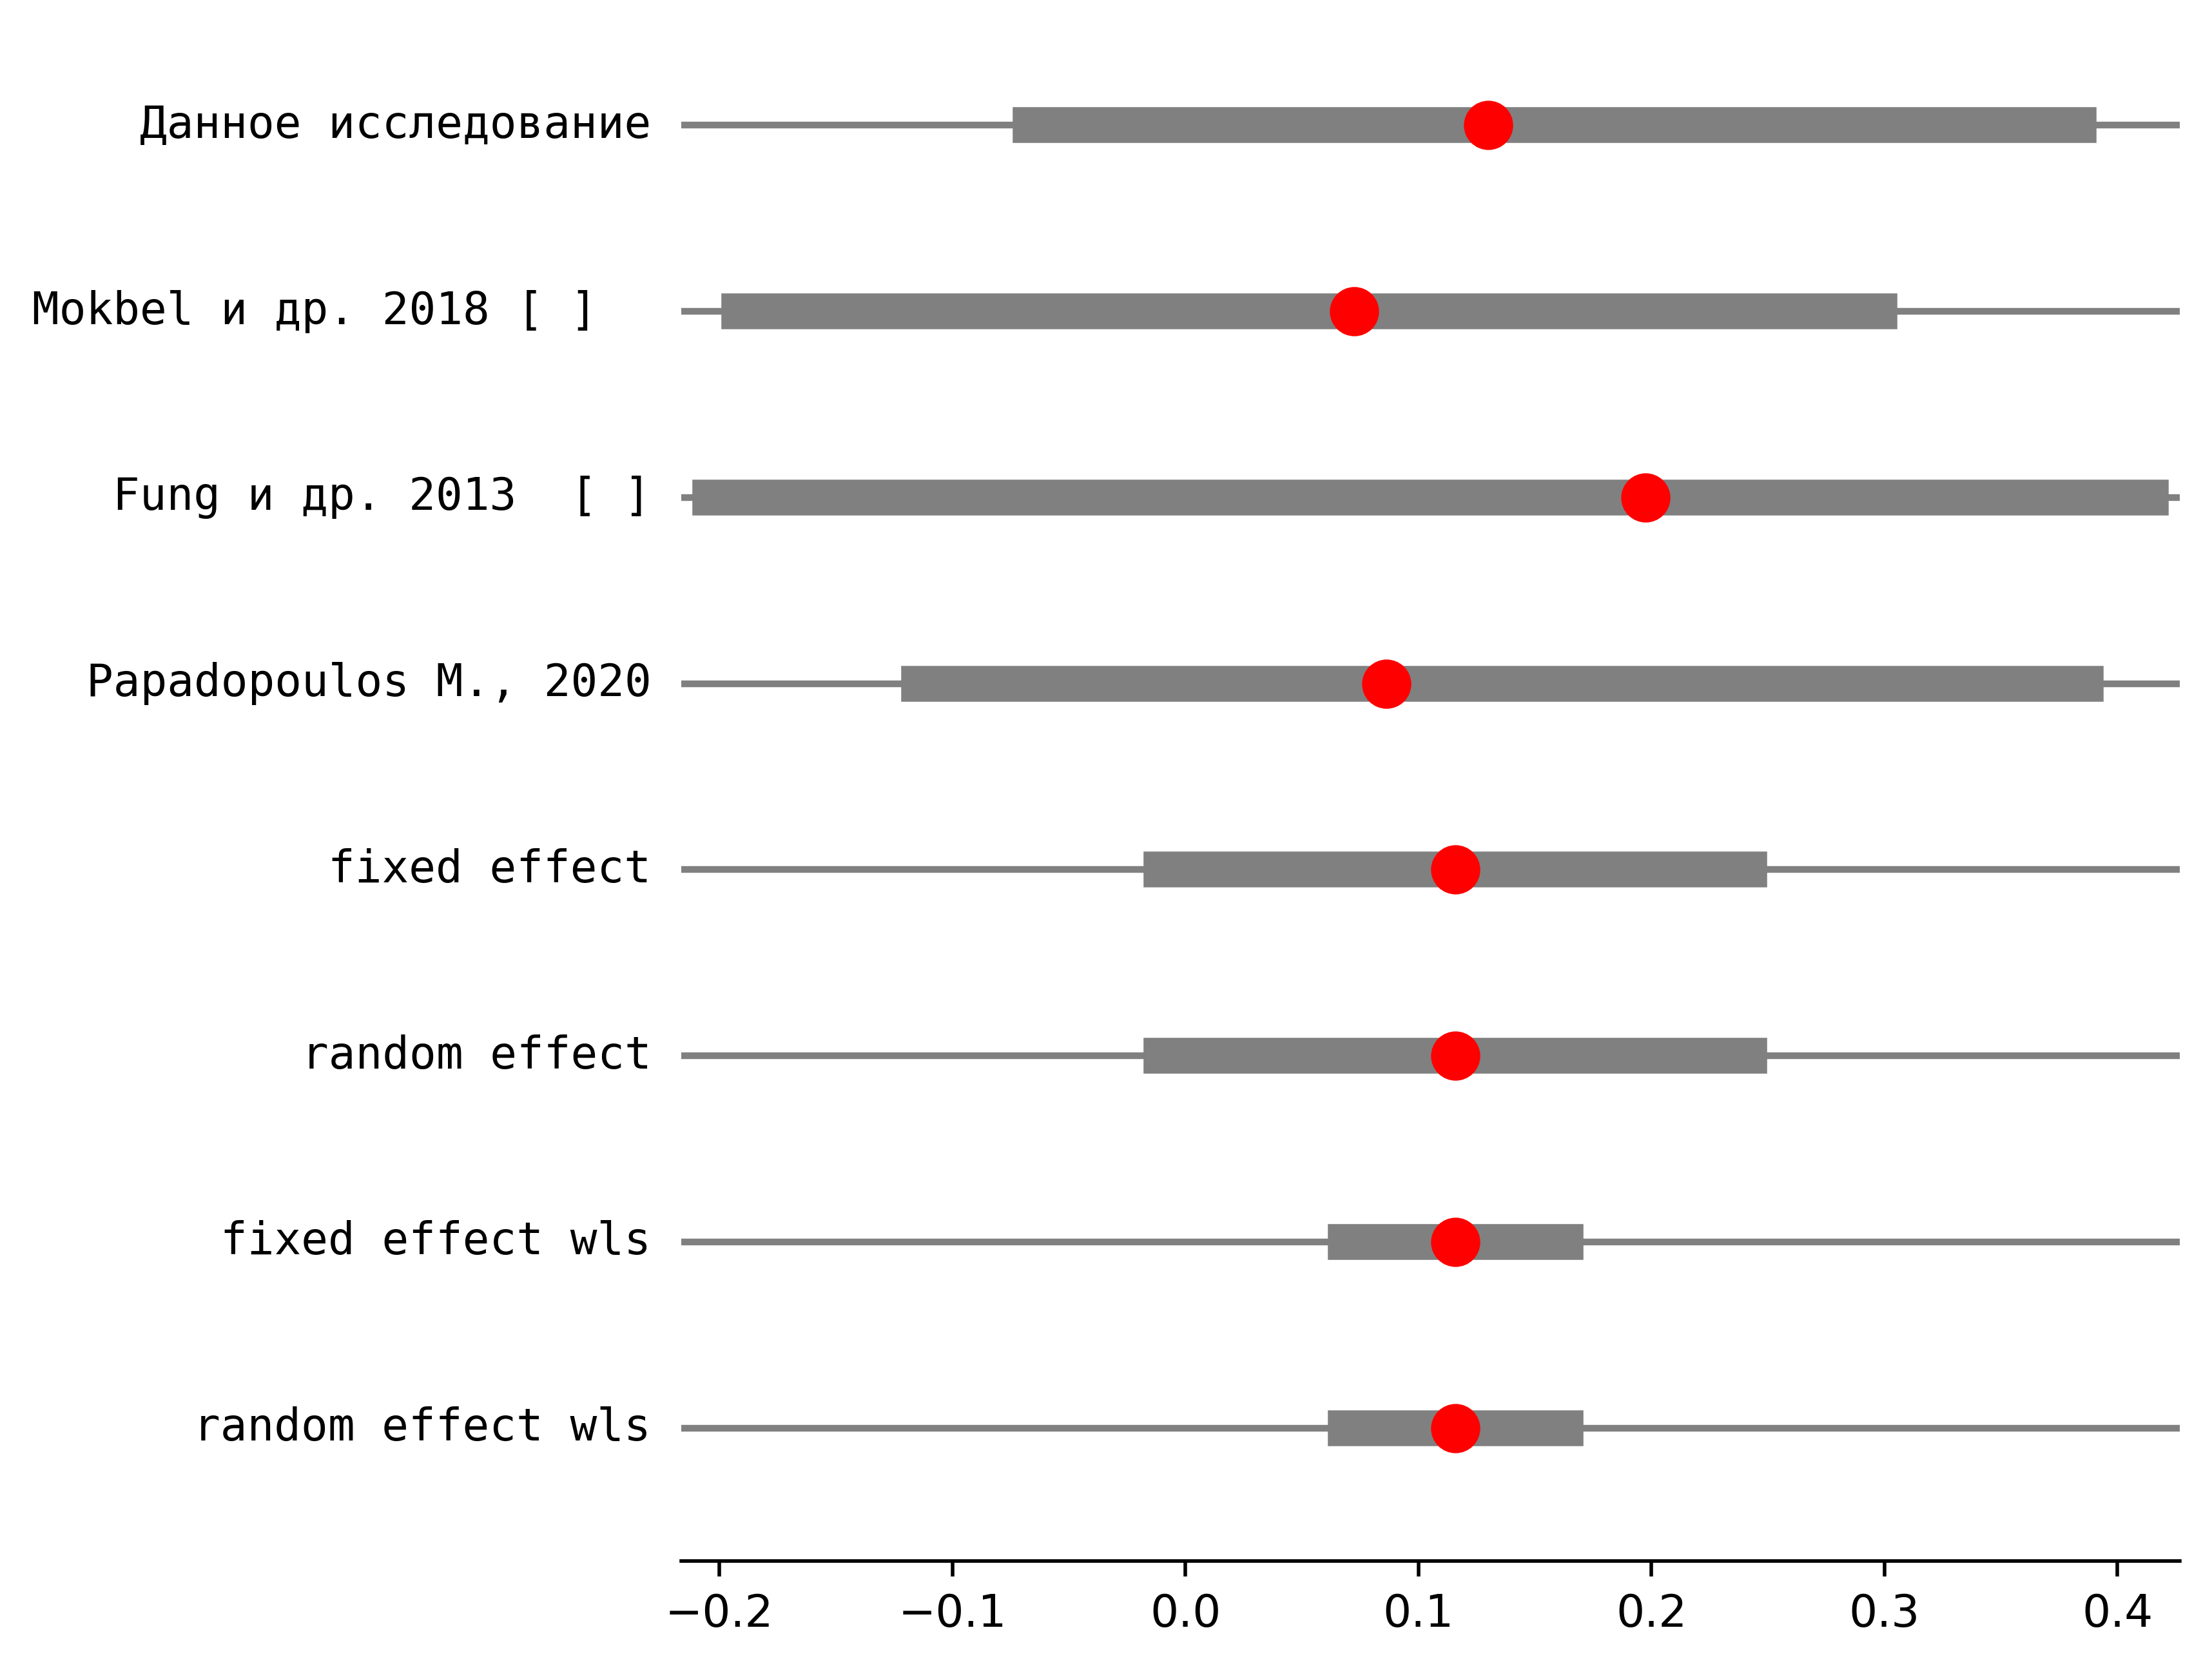 Данное исследование
Mokbel и др. 2018 [ ]
Fung и др. 2013  [ ]
Papadopoulos M., 2020
fixed effect
random effect
fixed effect wls
random effect wls
−0.2 −0.1 0.0 0.1 0.2 0.3 0.4